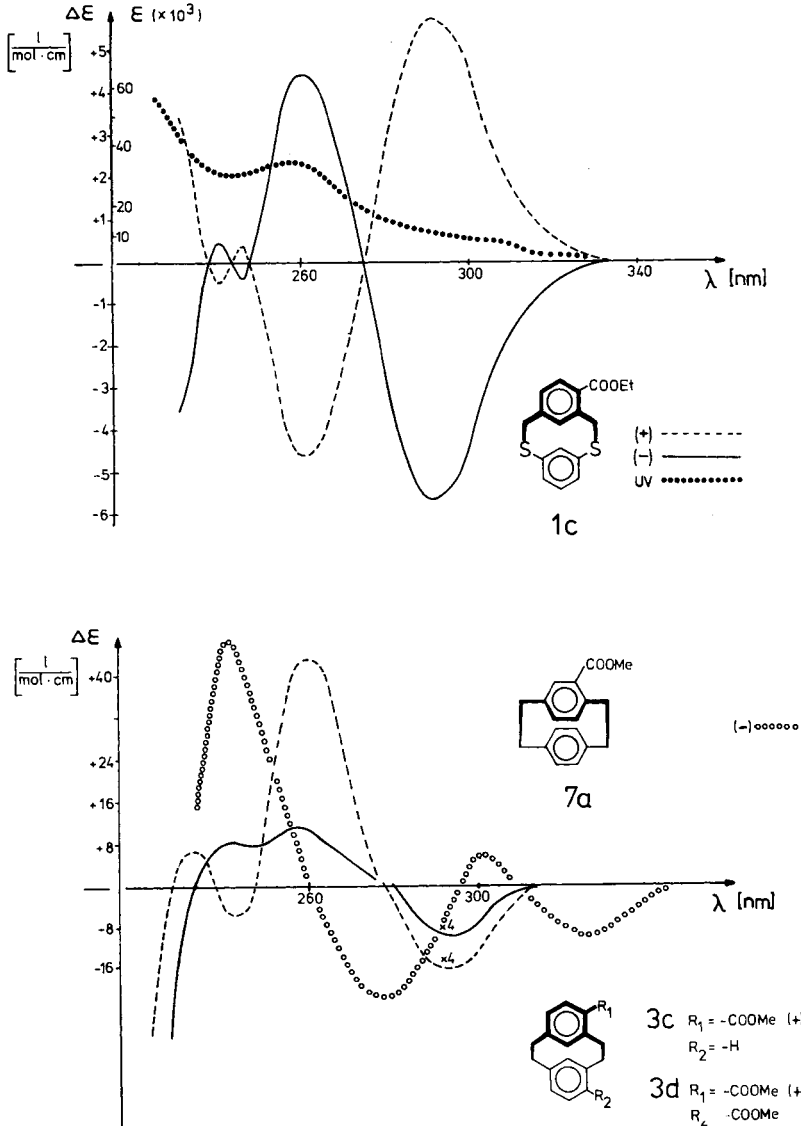 Δε ε (×10³)
[l / mol·cm]
+5
+4
+3
+2
+1
60
40
20
10
260 300 340
λ [nm]
-1
-2
-3
-4
-5
-6
COOEt
S S
(+)
(-)
UV
1c
Δε
[l / mol·cm]
+40
+24
+16
+8
260 300
λ [nm]
-8
-16
×4
×4
COOMe
(-)
7a
R₁
R₂
3c R₁ = -COOMe (+
R₂ = -H
3d R₁ = -COOMe (+
-COOMe